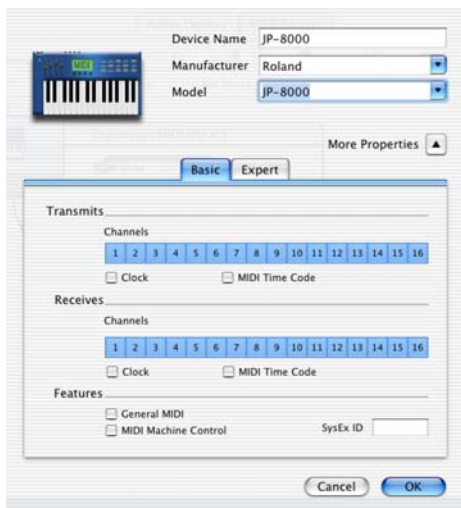 Device Name JP-8000
Manufacturer Roland
Model JP-8000
MIDI
More Properties
Basic Expert
Transmits
Channels
1 2 3 4 5 6 7 8 9 10 11 12 13 14 15 16
Clock MIDI Time Code
Receives
Channels
1 2 3 4 5 6 7 8 9 10 11 12 13 14 15 16
Clock MIDI Time Code
Features
General MIDI
MIDI Machine Control SysEx ID
Cancel OK